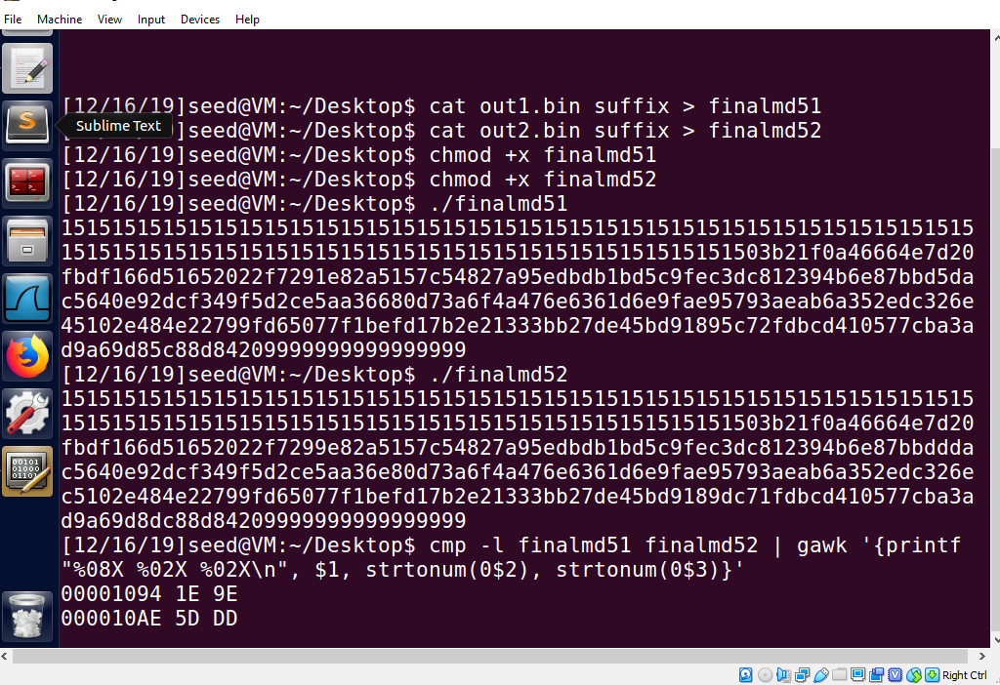 File Machine View Input Devices Help
[12/16/19]seed@VM:~/Desktop$ cat out1.bin suffix > finalmd51
Sublime Text
]seed@VM:~/Desktop$ cat out2.bin suffix > finalmd52
[12/16/19]seed@VM:~/Desktop$ chmod +x finalmd51
[12/16/19]seed@VM:~/Desktop$ chmod +x finalmd52
[12/16/19]seed@VM:~/Desktop$ ./finalmd51
151515151515151515151515151515151515151515151515151515151515151515151515
15151515151515151515151515151515151515151515151515151503b21f0a46664e7d20
fbdf166d51652022f7291e82a5157c54827a95edbdb1bd5c9fec3dc812394b6e87bbd5da
c5640e92dcf349f5d2ce5aa36680d73a6f4a476e6361d6e9fae95793aeab6a352edc326e
45102e484e22799fd65077f1befd17b2e21333bb27de45bd91895c72fdbcd410577cba3a
d9a69d85c88d84209999999999999999
[12/16/19]seed@VM:~/Desktop$ ./finalmd52
151515151515151515151515151515151515151515151515151515151515151515151515
15151515151515151515151515151515151515151515151515151503b21f0a46664e7d20
fbdf166d51652022f7299e82a5157c54827a95edbdb1bd5c9fec3dc812394b6e87bbddda
c5640e92dcf349f5d2ce5aa36e80d73a6f4a476e6361d6e9fae95793aeab6a352edc326e
c5102e484e22799fd65077f1befd17b2e21333bb27de45bd9189dc71fdbcd410577cba3a
d9a69d8dc88d84209999999999999999
[12/16/19]seed@VM:~/Desktop$ cmp -l finalmd51 finalmd52 | gawk '{printf
"%08X %02X %02X\n", $1, strtonum(0$2), strtonum(0$3)}'
00001094 1E 9E
000010AE 5D DD
Right Ctrl